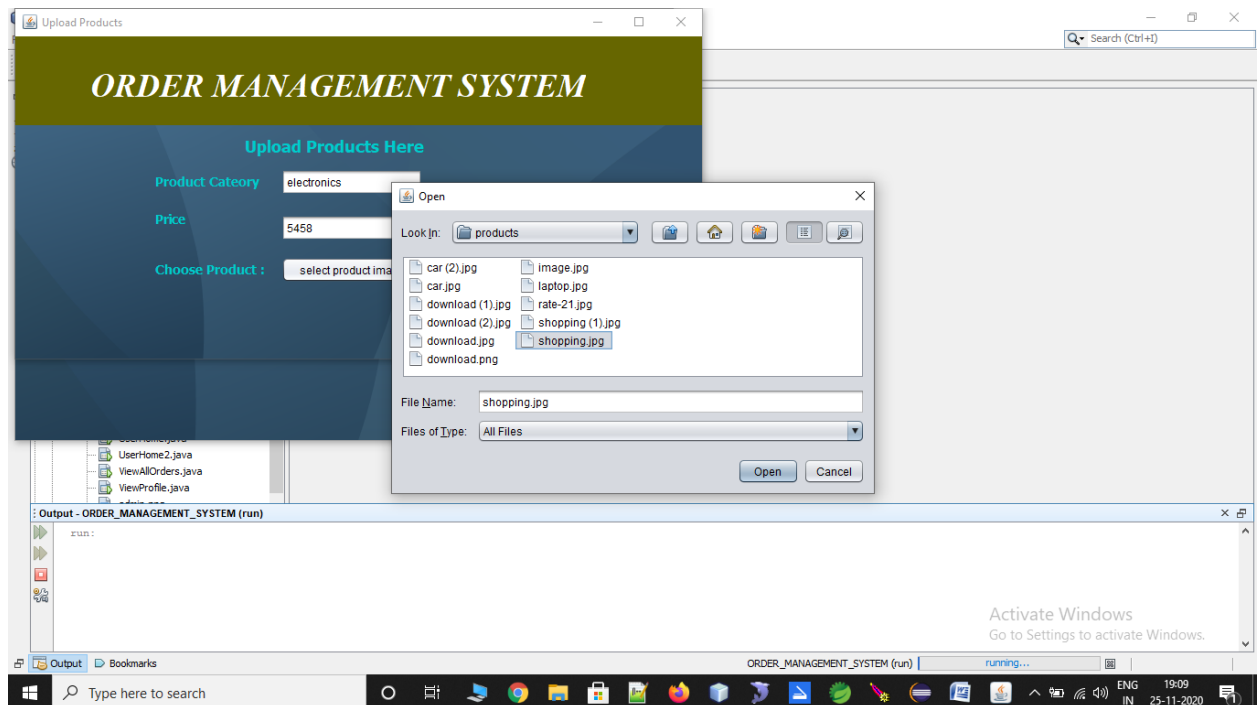 Upload Products
Search (Ctrl+I)
ORDER MANAGEMENT SYSTEM
Upload Products Here
Product Cateory
electronics
Price
5458
Choose Product :
select product ima
Open
Look In:
products
car (2).jpg
car.jpg
download (1).jpg
download (2).jpg
download.jpg
download.png
image.jpg
laptop.jpg
rate-21.jpg
shopping (1).jpg
shopping.jpg
File Name:
shopping.jpg
Files of Type:
All Files
Open
Cancel
UserHome2.java
ViewAllOrders.java
ViewProfile.java
Output - ORDER_MANAGEMENT_SYSTEM (run)
run:
Activate Windows
Go to Settings to activate Windows.
Output
Bookmarks
ORDER_MANAGEMENT_SYSTEM (run)
running...
Type here to search
ENG
IN
19:09
25-11-2020
1